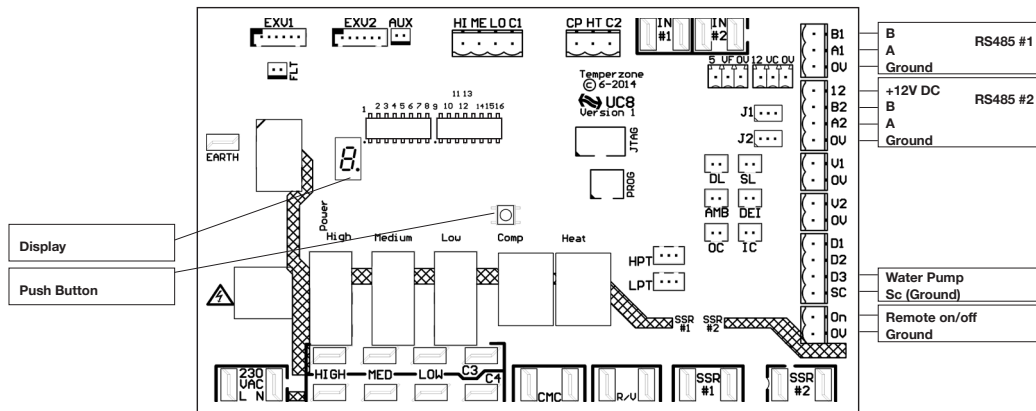 EXV1 EXV2 AUX HI ME LO C1 CP HT C2 IN #1 IN #2
FLT
5 VF 0V 12 VC 0V
Temperzone
© 6-2014
UC8
Version 1
1 2 3 4 5 6 7 8 9 10 11 12 13 14 15 16
J1
J2
JTAG
PROG
EARTH
8.
DL SL
AMB DEI
OC IC
HPT
LPT
Power
High Medium Low Comp Heat
SSR #1 SSR #2
230 VAC L N
HIGH MED LOW C3 C4
CMC R/V SSR #1 SSR #2
Display
Push Button
B1 B RS485 #1
A1 A
0V Ground
12 +12V DC RS485 #2
B2 B
A2 A
0V Ground
V1
0V
V2
0V
D1
D2
D3 Water Pump
SC Sc (Ground)
On Remote on/off
0V Ground